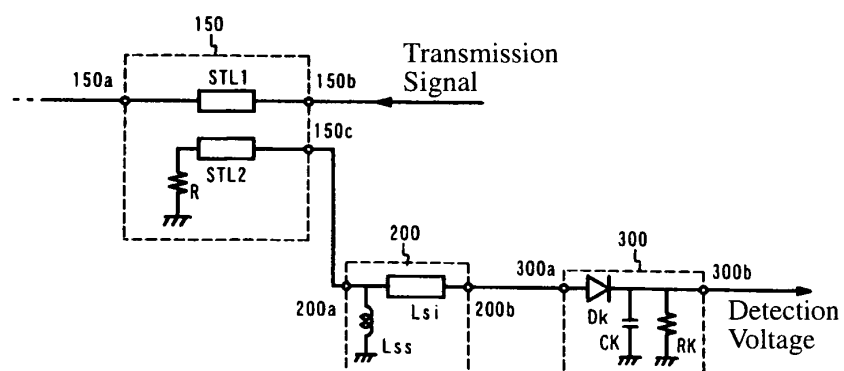 150
Transmission
Signal
150a
STL1
150b
150c
STL2
R
200
300
200a
Lsi
200b
300a
300b
Lss
Dk
CK
RK
Detection
Voltage